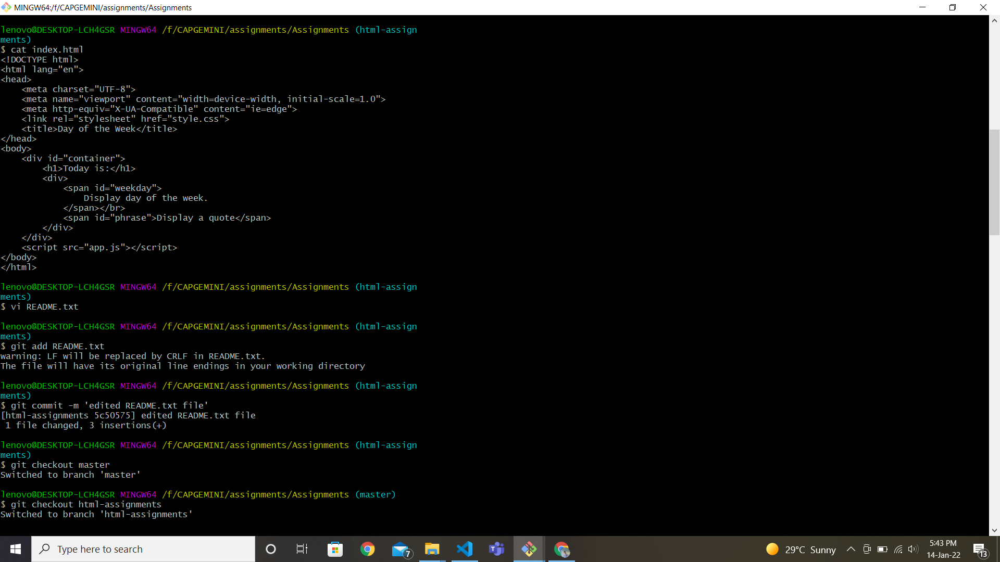 MINGW64:/f/CAPGEMINI/assignments/Assignments
lenovo@DESKTOP-LCH4GSR MINGW64 /f/CAPGEMINI/assignments/Assignments (html-assign
ments)
$ cat index.html
<!DOCTYPE html>
<html lang="en">
<head>
    <meta charset="UTF-8">
    <meta name="viewport" content="width=device-width, initial-scale=1.0">
    <meta http-equiv="X-UA-Compatible" content="ie=edge">
    <link rel="stylesheet" href="style.css">
    <title>Day of the Week</title>
</head>
<body>
    <div id="container">
        <h1>Today is:</h1>
        <div>
            <span id="weekday">
                Display day of the week.
            </span></br>
            <span id="phrase">Display a quote</span>
        </div>
    </div>
    <script src="app.js"></script>
</body>
</html>
lenovo@DESKTOP-LCH4GSR MINGW64 /f/CAPGEMINI/assignments/Assignments (html-assign
ments)
$ vi README.txt
lenovo@DESKTOP-LCH4GSR MINGW64 /f/CAPGEMINI/assignments/Assignments (html-assign
ments)
$ git add README.txt
warning: LF will be replaced by CRLF in README.txt.
The file will have its original line endings in your working directory
lenovo@DESKTOP-LCH4GSR MINGW64 /f/CAPGEMINI/assignments/Assignments (html-assign
ments)
$ git commit -m 'edited README.txt file'
[html-assignments 5c50575] edited README.txt file
 1 file changed, 3 insertions(+)
lenovo@DESKTOP-LCH4GSR MINGW64 /f/CAPGEMINI/assignments/Assignments (html-assign
ments)
$ git checkout master
Switched to branch 'master'
lenovo@DESKTOP-LCH4GSR MINGW64 /f/CAPGEMINI/assignments/Assignments (master)
$ git checkout html-assignments
Switched to branch 'html-assignments'
Type here to search
7
T
29°C Sunny
5:43 PM
14-Jan-22
13